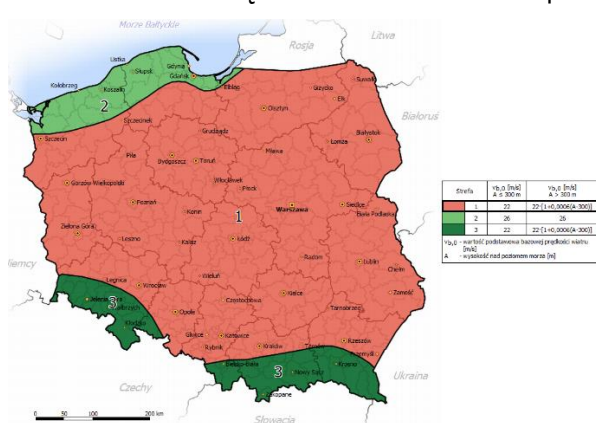 Morze Bałtyckie
Litwa
Rosja
Ustka
Gdynia
Słupsk
Gdańsk
Kołobrzeg
Koszalin
Elbląg
Suwałki
Giżycko
Ełk
2
Olsztyn
Szczecinek
Szczecin
Białoruś
Grudziądz
Białystok
Łomża
Piła
Mława
Bydgoszcz
Toruń
Gorzów Wielkopolski
Włocławek
Płock
Poznań
Warszawa
Siedlce
Konin
1
Biała Podlaska
Zielona Góra
Łódź
Leszno
Kalisz
Niemcy
Radom
Lublin
Wieluń
Chełm
Legnica
Wrocław
3
Częstochowa
Kielce
Zamość
Kłodzko
Opole
Tarnobrzeg
Gliwice
Katowice
Rybnik
Kraków
Tarnów
Rzeszów
Przemyśl
Bielsko-Biała
3
Nowy Sącz
Krosno
Ukraina
Czechy
Zakopane
Słowacja
0 50 100 200 km
Strefa
vb,0 [m/s]
A ≤ 300 m
vb,0 [m/s]
A > 300 m
1 22 22·[1+0,0006(A-300)]
2 26 26
3 22 22·[1+0,0006(A-300)]
vb,0 - wartość podstawowa bazowej prędkości wiatru
[m/s]
A - wysokość nad poziomem morza [m]